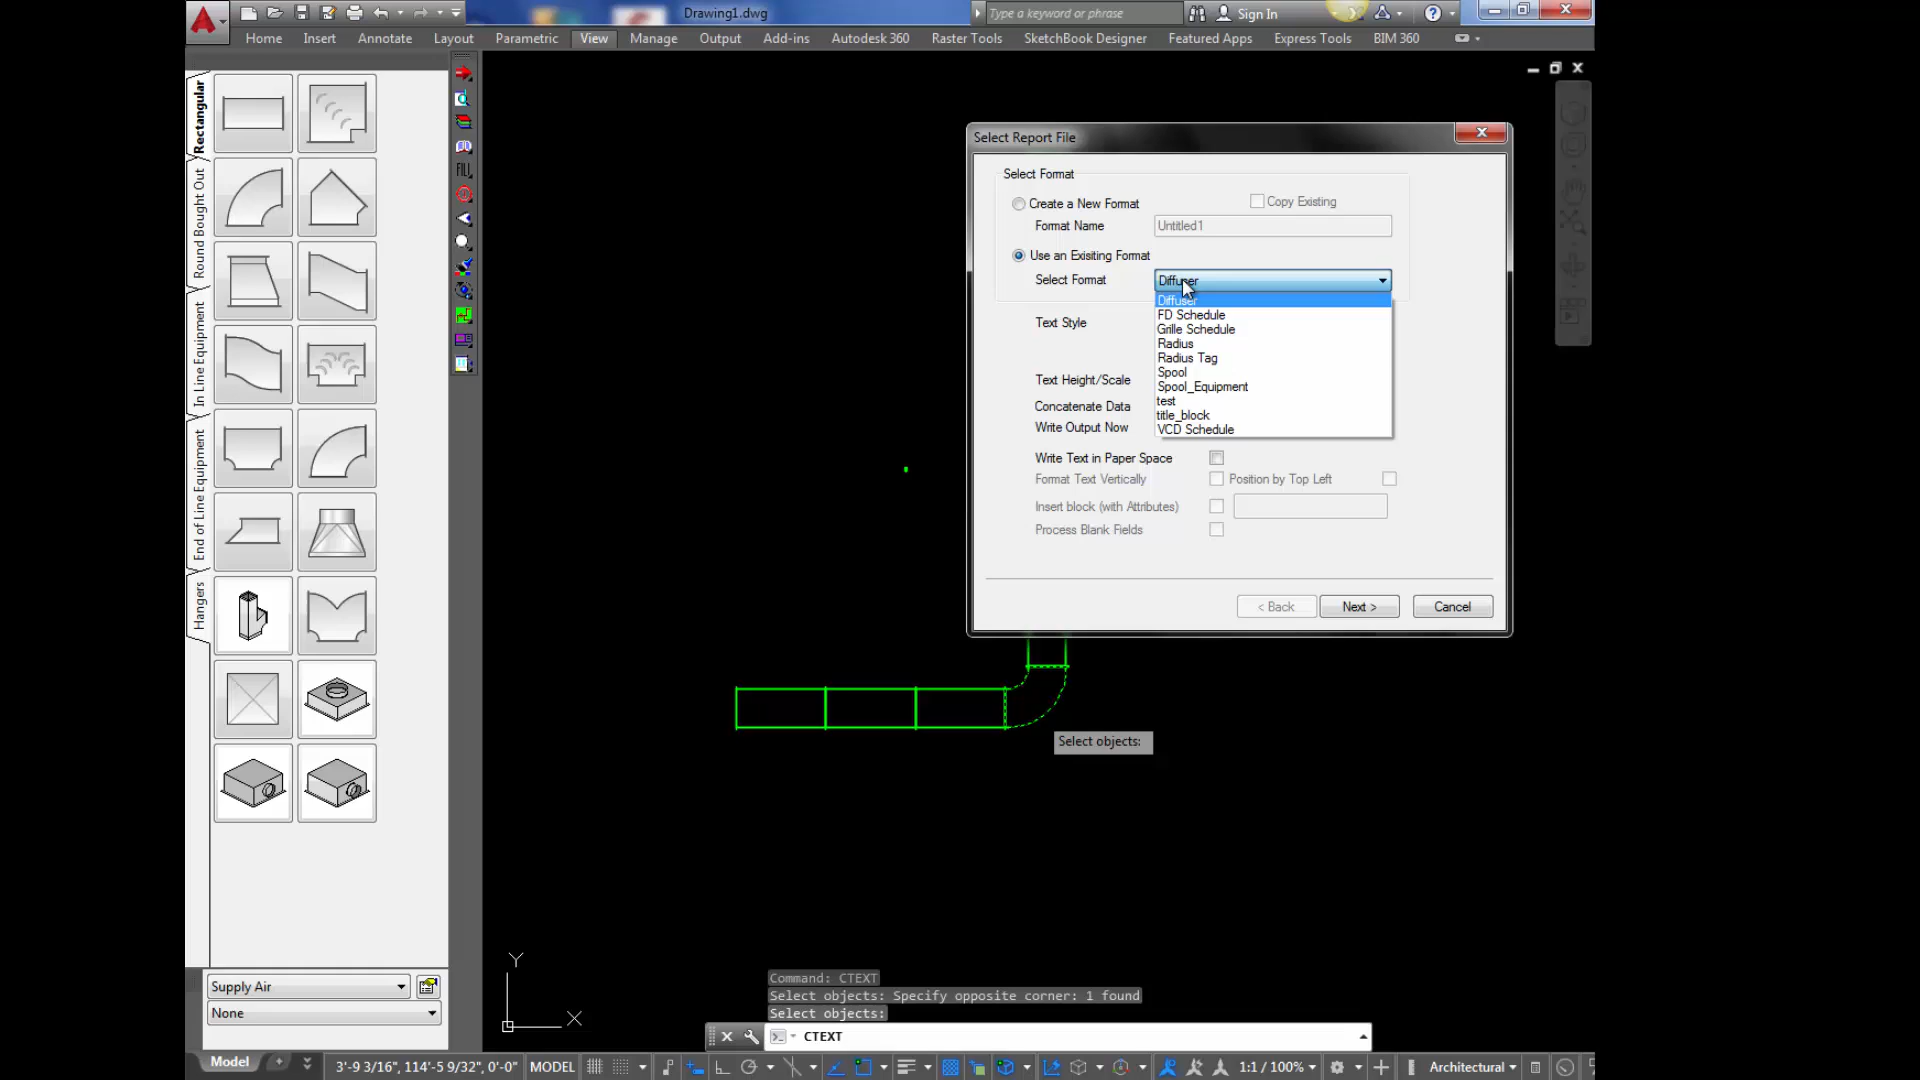 Drawing1.dwg
Type a keyword or phrase
Sign In
Home Insert Annotate Layout Parametric View Manage Output Add-ins Autodesk 360 Raster Tools SketchBook Designer Featured Apps Express Tools BIM 360
Rectangular
Round Bought Out
In Line Equipment
End of Line Equipment
Hangers
FILL
Select Report File
Select Format
Create a New Format
Copy Existing
Format Name
Untitled1
Use an Exisiting Format
Select Format
Diffuser
Diffuser
FD Schedule
Grille Schedule
Radius
Radius Tag
Spool
Spool_Equipment
test
title_block
VCD Schedule
Text Style
Text Height/Scale
Concatenate Data
Write Output Now
Write Text in Paper Space
Format Text Vertically
Position by Top Left
Insert block (with Attributes)
Process Blank Fields
< Back
Next >
Cancel
Select objects:
Y
X
Command: CTEXT
Select objects: Specify opposite corner: 1 found
Select objects:
CTEXT
Supply Air
None
Model
3'-9 3/16", 114'-5 9/32", 0'-0" MODEL
1:1 / 100%
Architectural